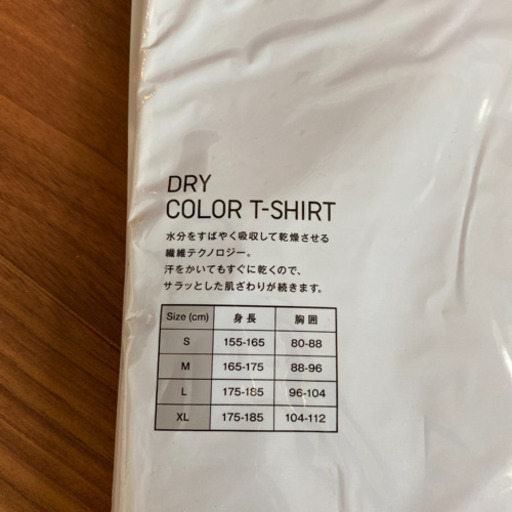 DRY
COLOR T-SHIRT
水分をすばやく吸収して乾燥させる
繊維テクノロジー。
汗をかいてもすぐに乾くので、
サラッとした肌ざわりが続きます。
Size (cm) 身長 胸囲
S 155-165 80-88
M 165-175 88-96
L 175-185 96-104
XL 175-185 104-112